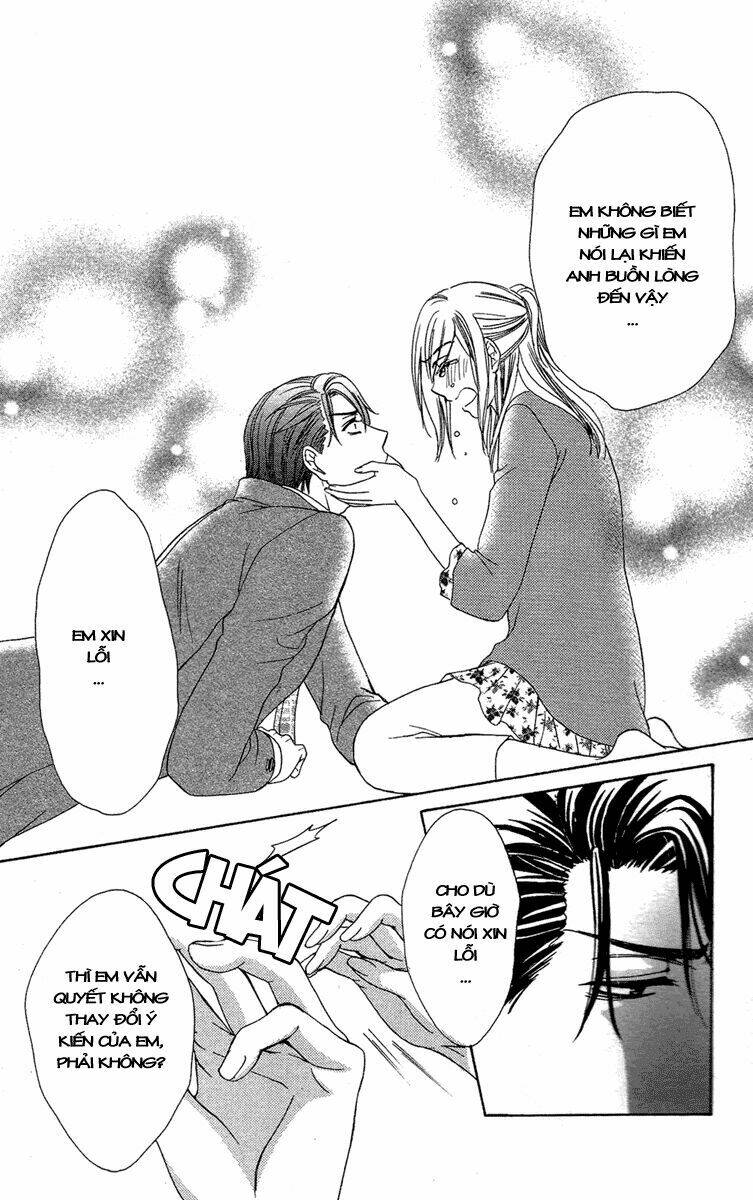 EM KHÔNG BIẾT
NHỮNG GÌ EM
NÓI LẠI KHIẾN
ANH BUỒN LÒNG
ĐẾN VẬY
...
EM XIN
LỖI
...
CHO DÙ
BÂY GIỜ
CÓ NÓI XIN
LỖI
...
CHÁT
THÌ EM VẪN
QUYẾT KHÔNG
THAY ĐỔI Ý
KIẾN CỦA EM,
PHẢI KHÔNG?